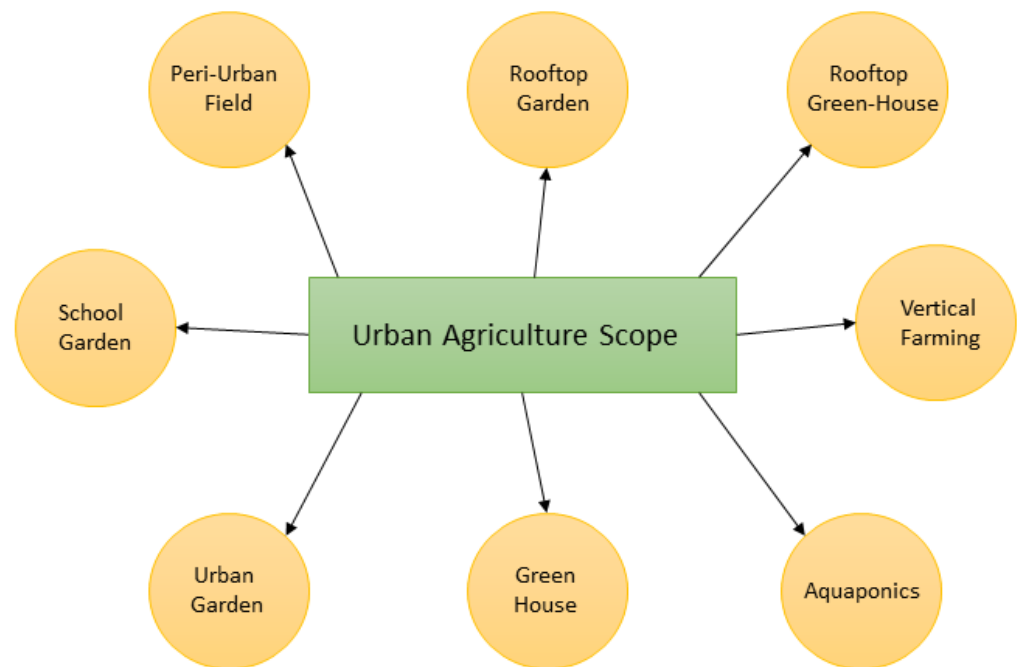 Peri-Urban
Field
Rooftop
Garden
Rooftop
Green-House
School
Garden
Urban Agriculture Scope
Vertical
Farming
Urban
Garden
Green
House
Aquaponics